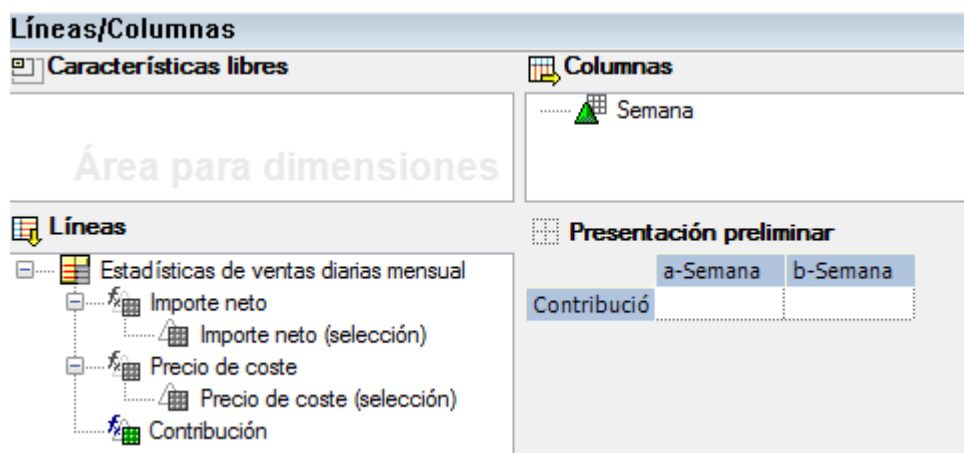 Líneas/Columnas
Características libres
Área para dimensiones
Columnas
Semana
Líneas
Estadísticas de ventas diarias mensual
Importe neto
Importe neto (selección)
Precio de coste
Precio de coste (selección)
Contribución
Presentación preliminar
a-Semana b-Semana
Contribució